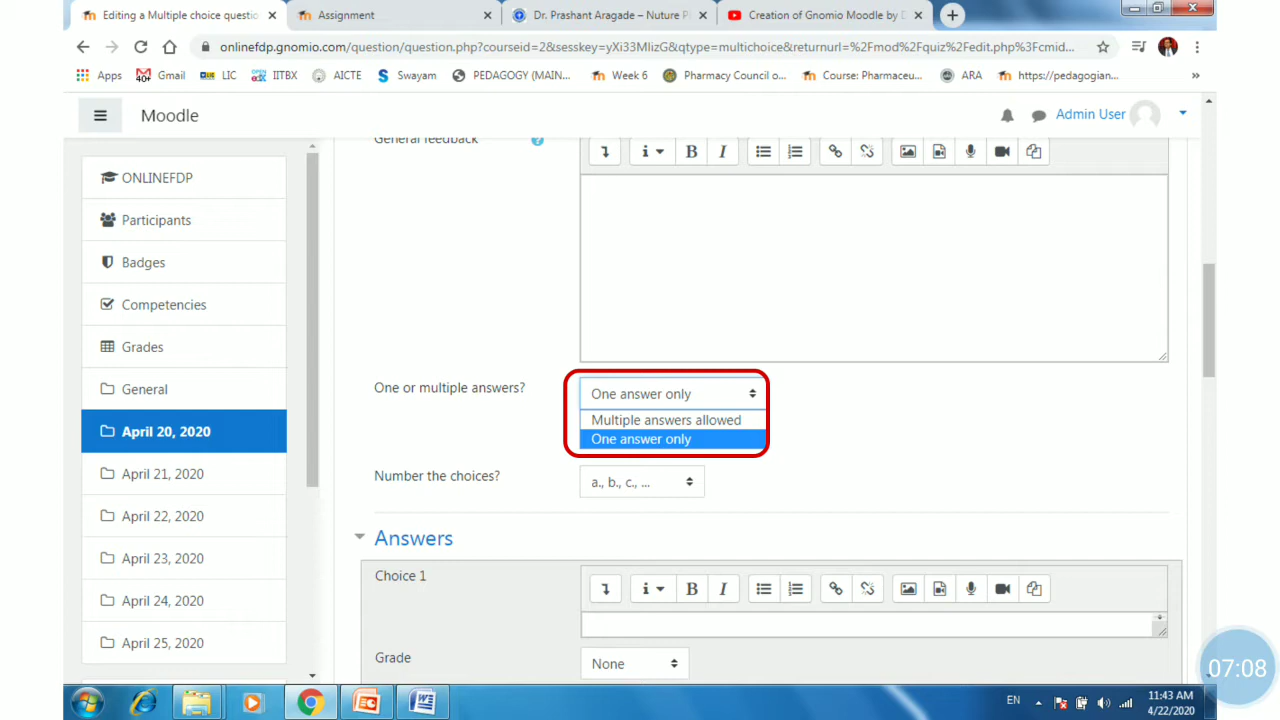 Editing a Multiple choice questio
Assignment
Dr. Prashant Aragade – Nuture P
Creation of Gnomio Moodle by D
onlinefdp.gnomio.com/question/question.php?courseid=2&sesskey=yXi33MlizG&qtype=multichoice&returnurl=%2Fmod%2Fquiz%2Fedit.php%3Fcmid...
Apps
Gmail
LIC
IITBX
AICTE
Swayam
PEDAGOGY (MAIN...
Week 6
Pharmacy Council o...
Course: Pharmaceu...
ARA
https://pedagogian...
Moodle
Admin User
General feedback
ONLINEFDP
Participants
Badges
Competencies
Grades
General
April 20, 2020
April 21, 2020
April 22, 2020
April 23, 2020
April 24, 2020
April 25, 2020
One or multiple answers?
One answer only
Multiple answers allowed
One answer only
Number the choices?
a., b., c., ...
Answers
Choice 1
Grade
None
07:08
EN
11:43 AM
4/22/2020